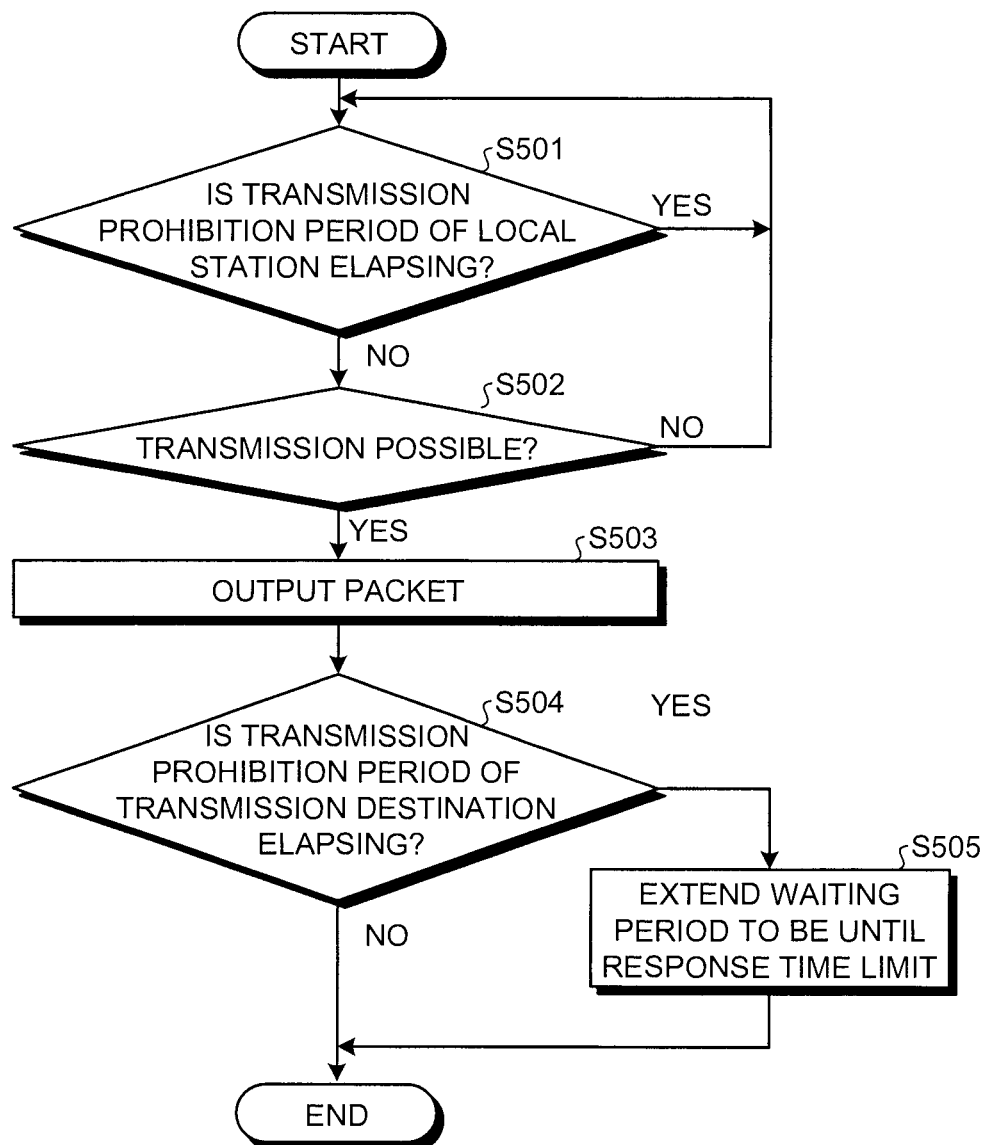 START
S501
IS TRANSMISSION
PROHIBITION PERIOD OF LOCAL
STATION ELAPSING?
YES
NO
S502
TRANSMISSION POSSIBLE?
NO
YES
S503
OUTPUT PACKET
S504
YES
IS TRANSMISSION
PROHIBITION PERIOD OF
TRANSMISSION DESTINATION
ELAPSING?
S505
EXTEND WAITING
PERIOD TO BE UNTIL
RESPONSE TIME LIMIT
NO
END